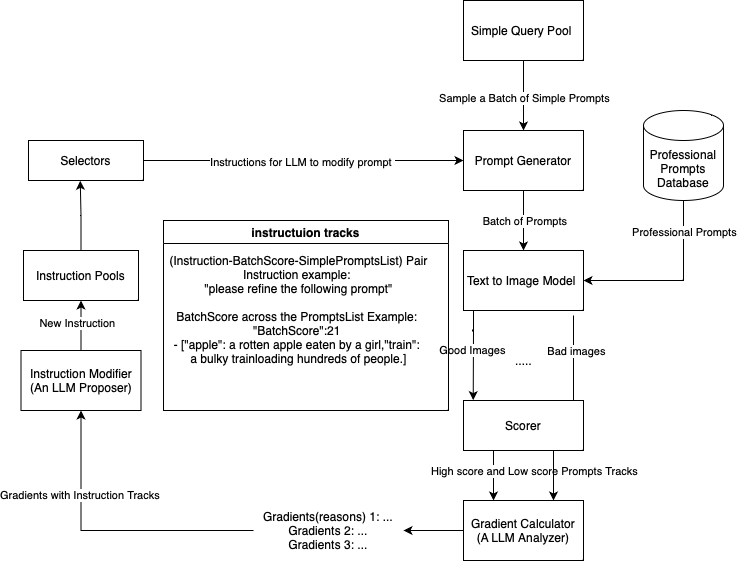 Simple Query Pool
Sample a Batch of Simple Prompts
Selectors
Instructions for LLM to modify prompt
Prompt Generator
Professional
Prompts
Database
Batch of Prompts
Professional Prompts
instructuion tracks
(Instruction-BatchScore-SimplePromptsList) Pair
Instruction example:
"please refine the following prompt"
BatchScore across the PromptsList Example:
"BatchScore":21
- ["apple": a rotten apple eaten by a girl,"train":
a bulky trainloading hundreds of people.]
Instruction Pools
Text to Image Model
New Instruction
Good Images
.....
Bad images
Instruction Modifier
(An LLM Proposer)
Scorer
High score and Low score Prompts Tracks
Gradients with Instruction Tracks
Gradients(reasons) 1: ...
Gradients 2: ...
Gradients 3: ...
Gradient Calculator
(A LLM Analyzer)